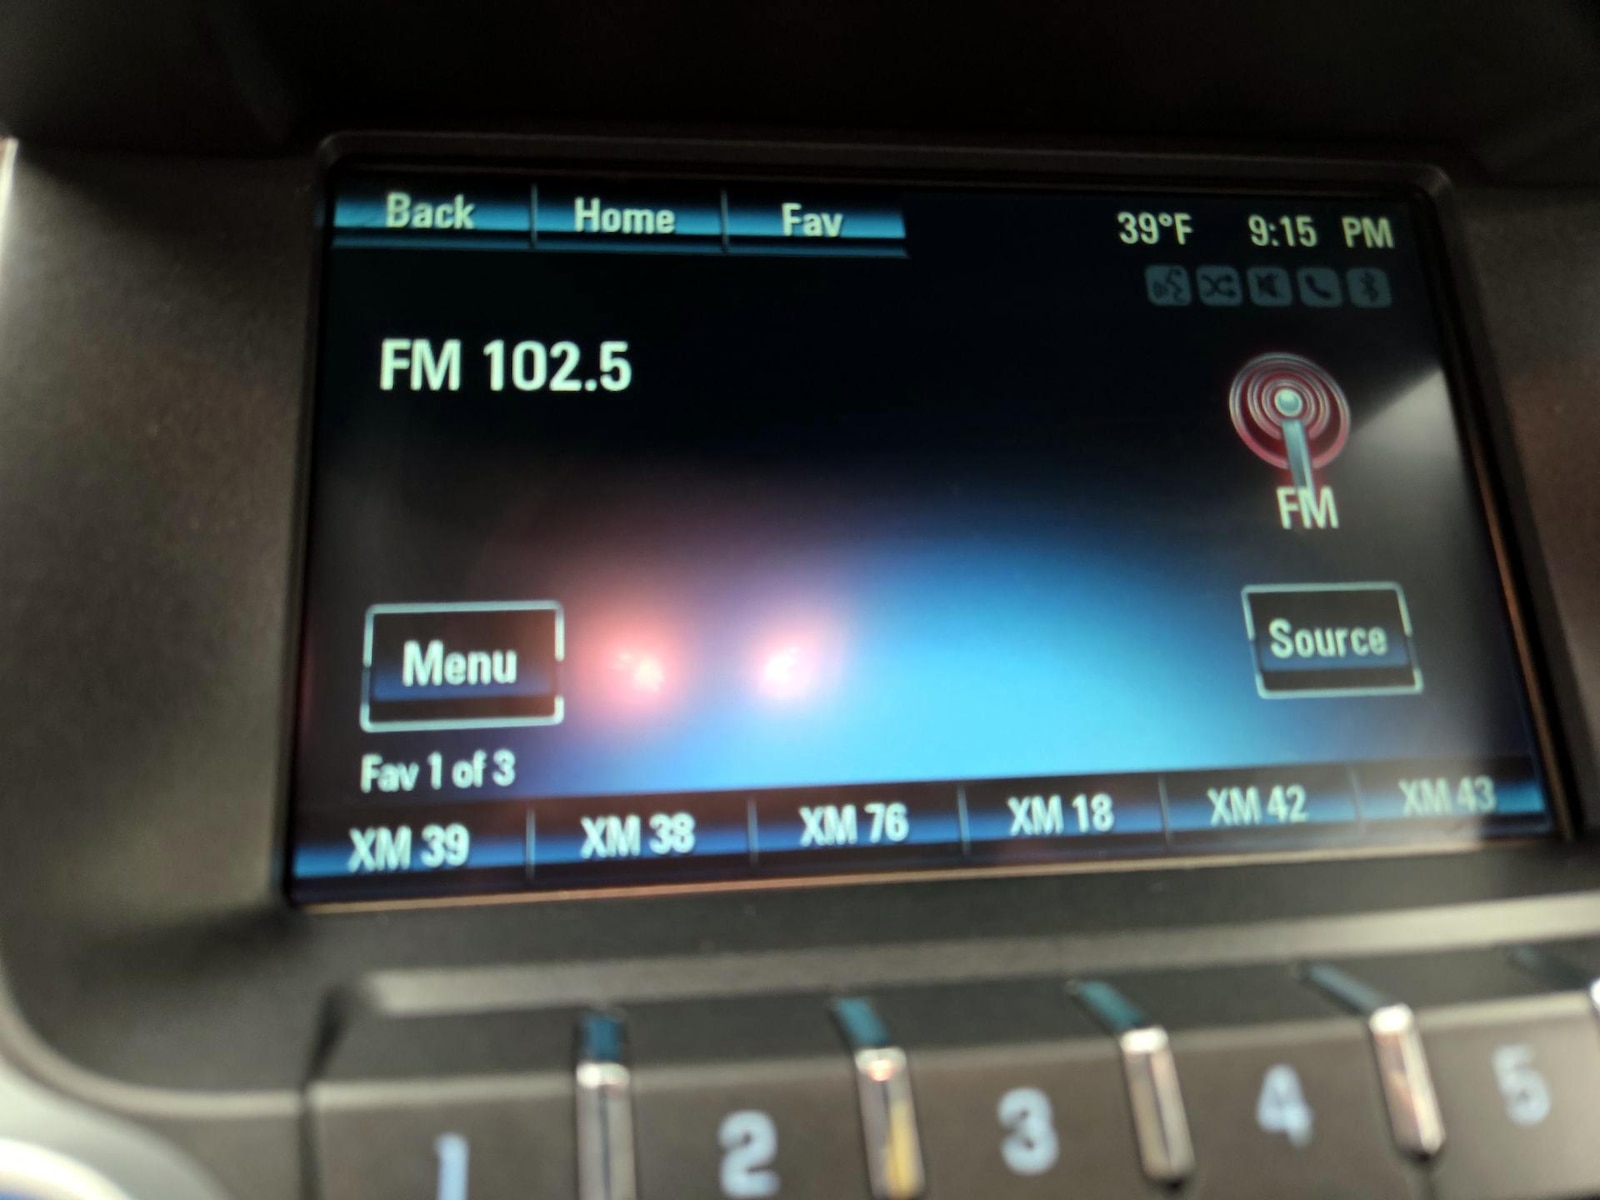 Back Home Fav 39°F 9:15 PM
FM 102.5
FM
Menu Source
Fav 1 of 3
XM 39 XM 38 XM 76 XM 18 XM 42 XM 43
1 2 3 4 5